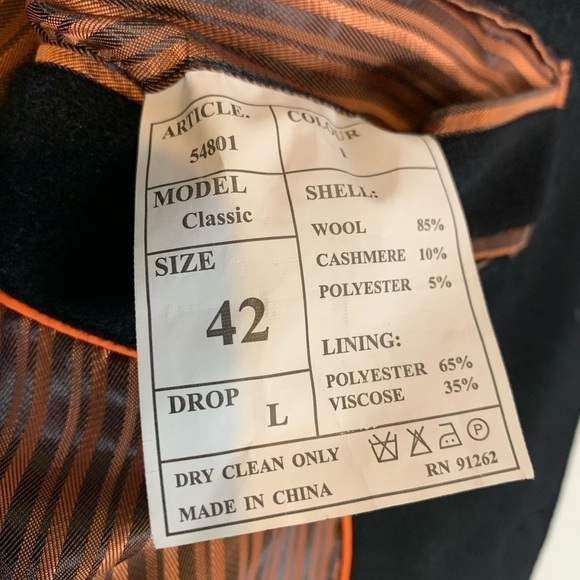 ARTICLE. 54801
COLOUR 1
MODEL
Classic
SIZE
42
DROP L
SHELL:
WOOL 85%
CASHMERE 10%
POLYESTER 5%
LINING:
POLYESTER 65%
VISCOSE 35%
DRY CLEAN ONLY
MADE IN CHINA
P
RN 91262